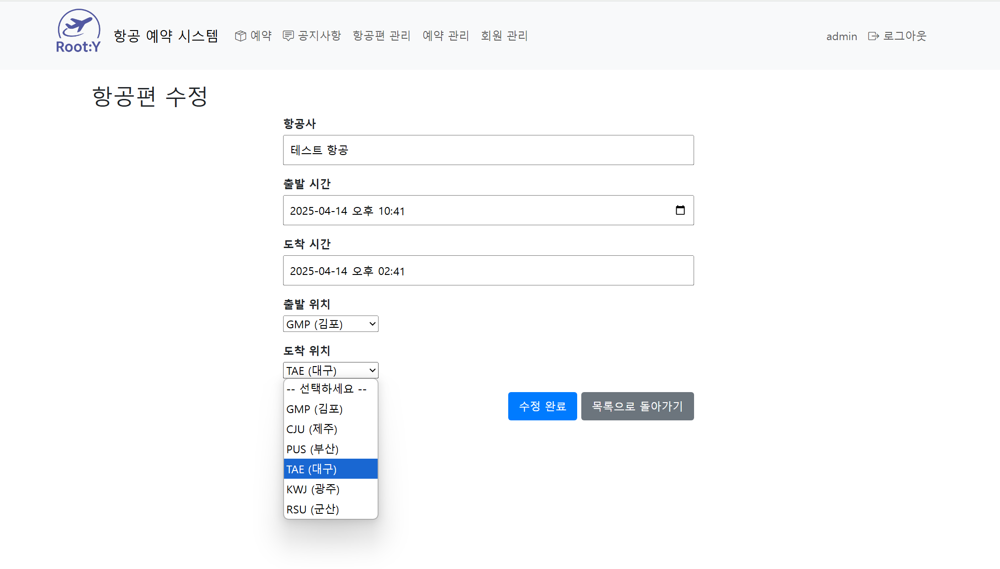 Root:Y
항공 예약 시스템 예약 공지사항 항공편 관리 예약 관리 회원 관리 admin 로그아웃
항공편 수정
항공사
테스트 항공
출발 시간
2025-04-14 오후 10:41
도착 시간
2025-04-14 오후 02:41
출발 위치
GMP (김포)
도착 위치
TAE (대구)
-- 선택하세요 --
GMP (김포)
CJU (제주)
PUS (부산)
TAE (대구)
KWJ (광주)
RSU (군산)
수정 완료 목록으로 돌아가기